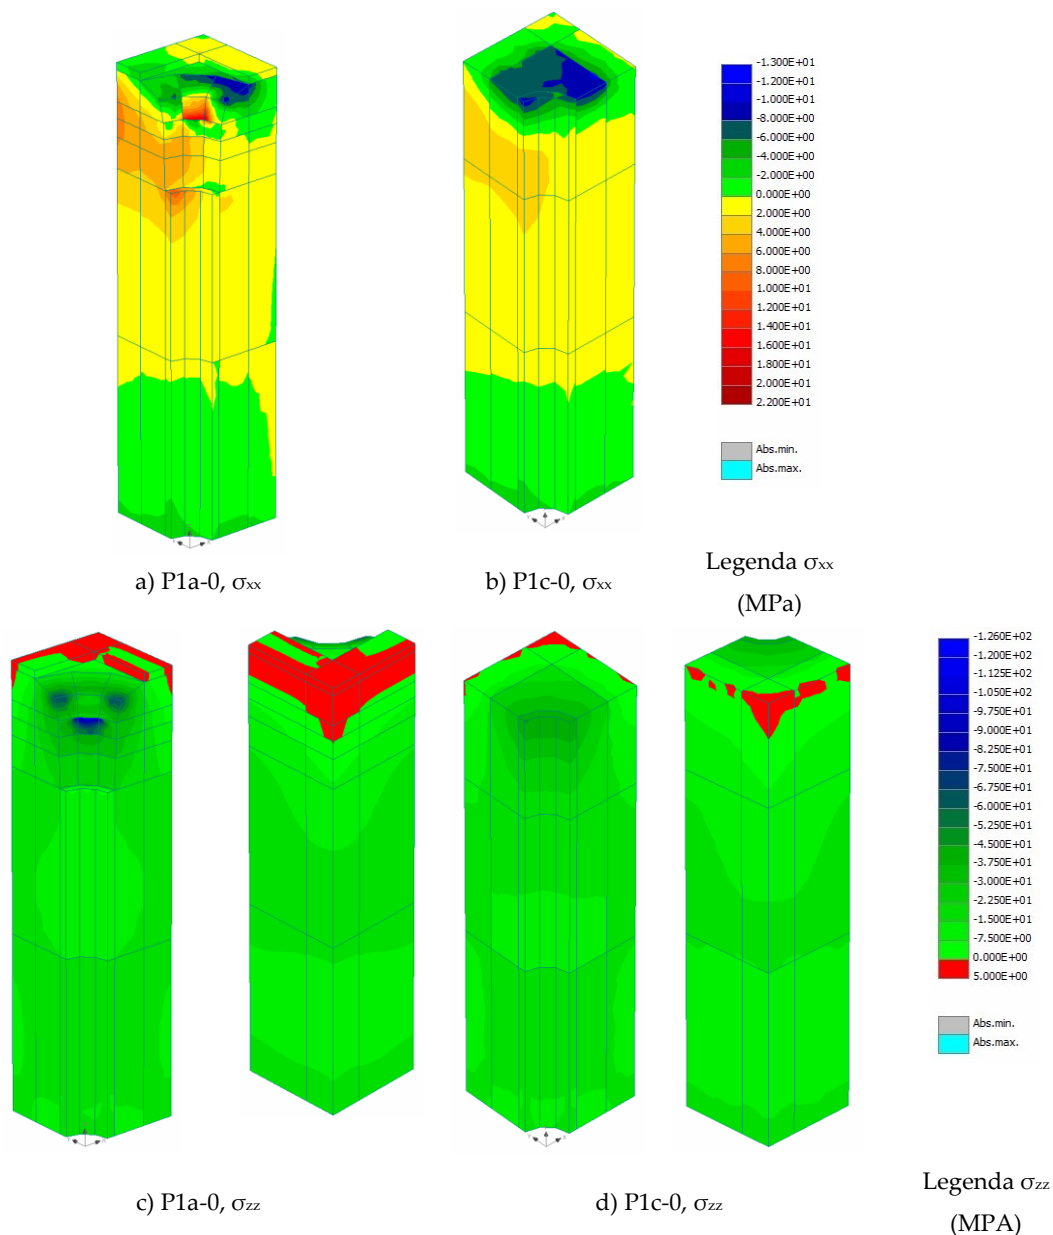 -1.300E+01
-1.200E+01
-1.000E+01
-8.000E+00
-6.000E+00
-4.000E+00
-2.000E+00
0.000E+00
2.000E+00
4.000E+00
6.000E+00
8.000E+00
1.000E+01
1.200E+01
1.400E+01
1.600E+01
1.800E+01
2.000E+01
2.200E+01
Abs.min.
Abs.max.
a) P1a-0, σxx
b) P1c-0, σxx
Legenda σxx
(MPa)
-1.260E+02
-1.200E+02
-1.125E+02
-1.050E+02
-9.750E+01
-9.000E+01
-8.250E+01
-7.500E+01
-6.750E+01
-6.000E+01
-5.250E+01
-4.500E+01
-3.750E+01
-3.000E+01
-2.250E+01
-1.500E+01
-7.500E+00
0.000E+00
5.000E+00
Abs.min.
Abs.max.
c) P1a-0, σzz
d) P1c-0, σzz
Legenda σzz
(MPA)